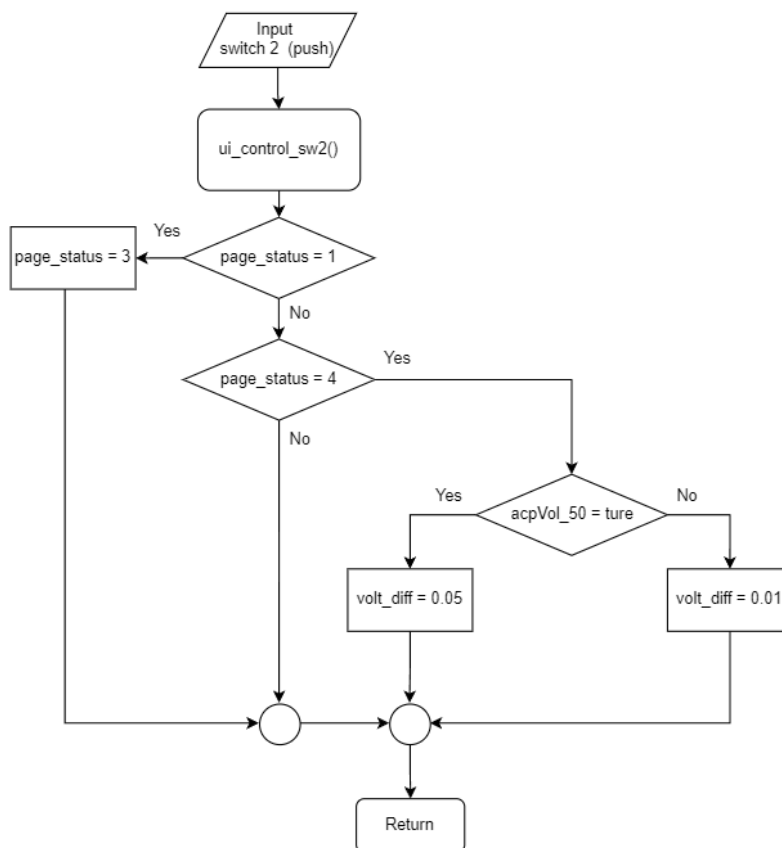 Input
switch 2 (push)
ui_control_sw2()
Yes
page_status = 3
page_status = 1
No
page_status = 4
Yes
No
Yes
acpVol_50 = ture
No
volt_diff = 0.05
volt_diff = 0.01
Return